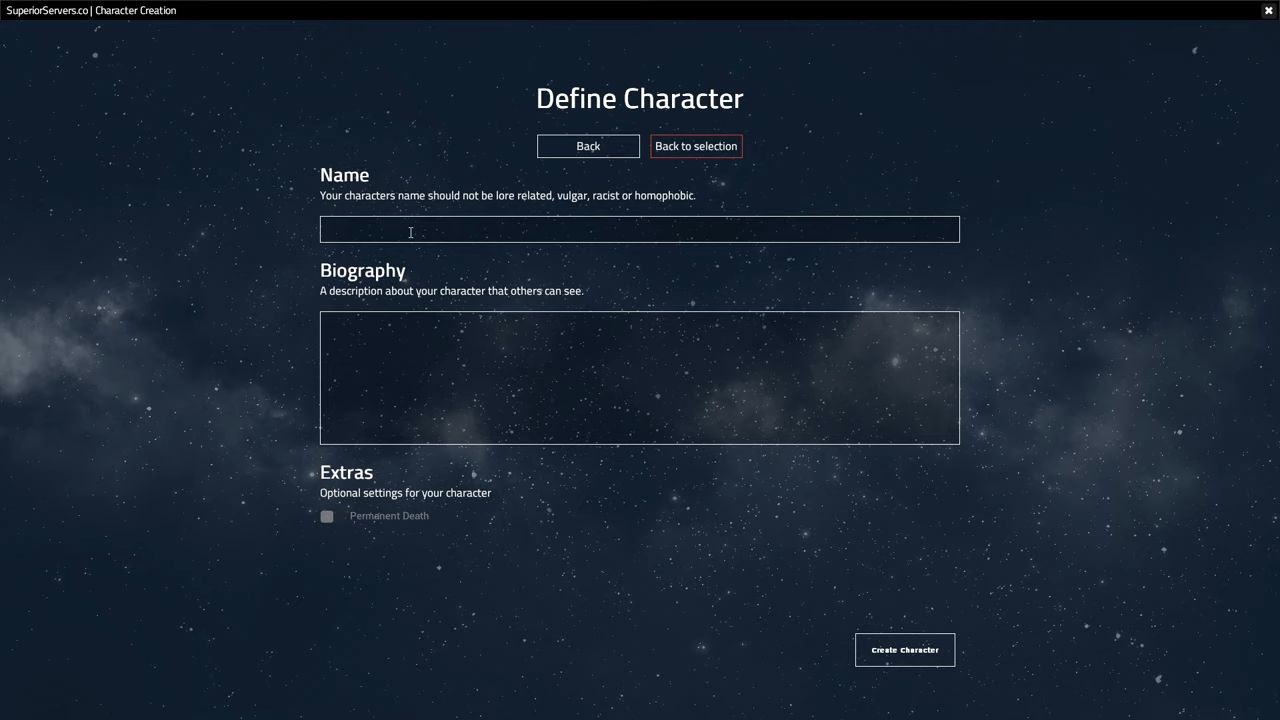 SuperiorServers.co | Character Creation
Define Character
Back
Back to selection
Name
Your characters name should not be lore related, vulgar, racist or homophobic.
Biography
A description about your character that others can see.
Extras
Optional settings for your character
Permenent Death
Create Character